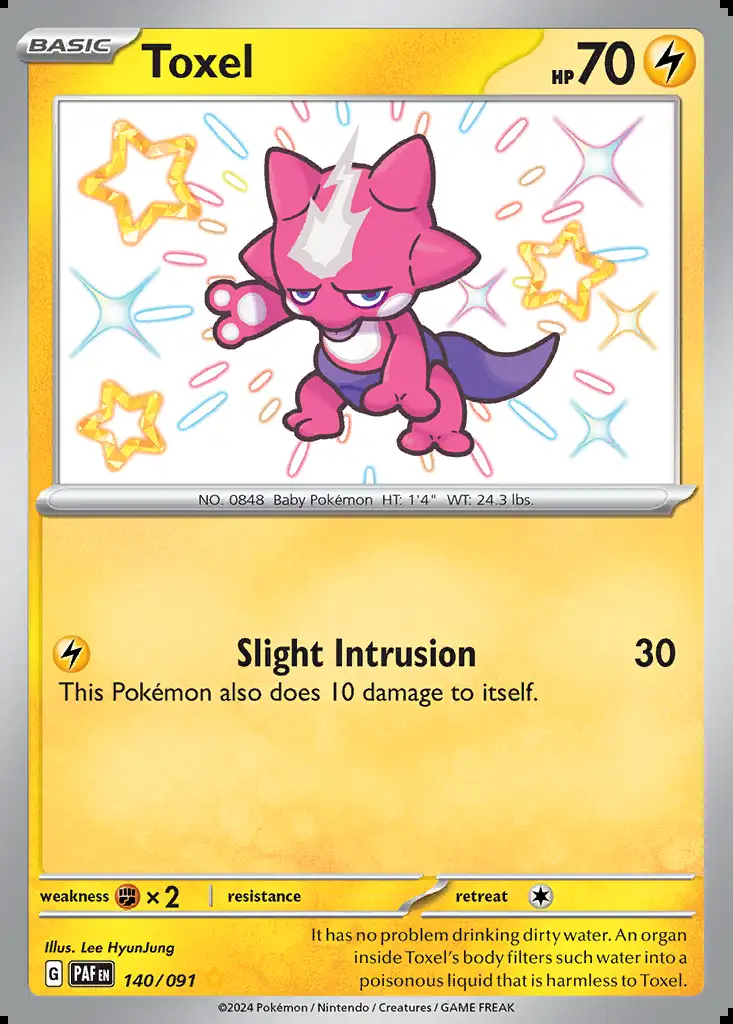 BASIC
Toxel
HP 70
NO. 0848 Baby Pokémon HT: 1'4" WT: 24.3 lbs.
Slight Intrusion 30
This Pokémon also does 10 damage to itself.
weakness ×2 resistance retreat
Illus. Lee HyunJung
G PAF EN 140/091
It has no problem drinking dirty water. An organ
inside Toxel's body filters such water into a
poisonous liquid that is harmless to Toxel.
©2024 Pokémon / Nintendo / Creatures / GAME FREAK